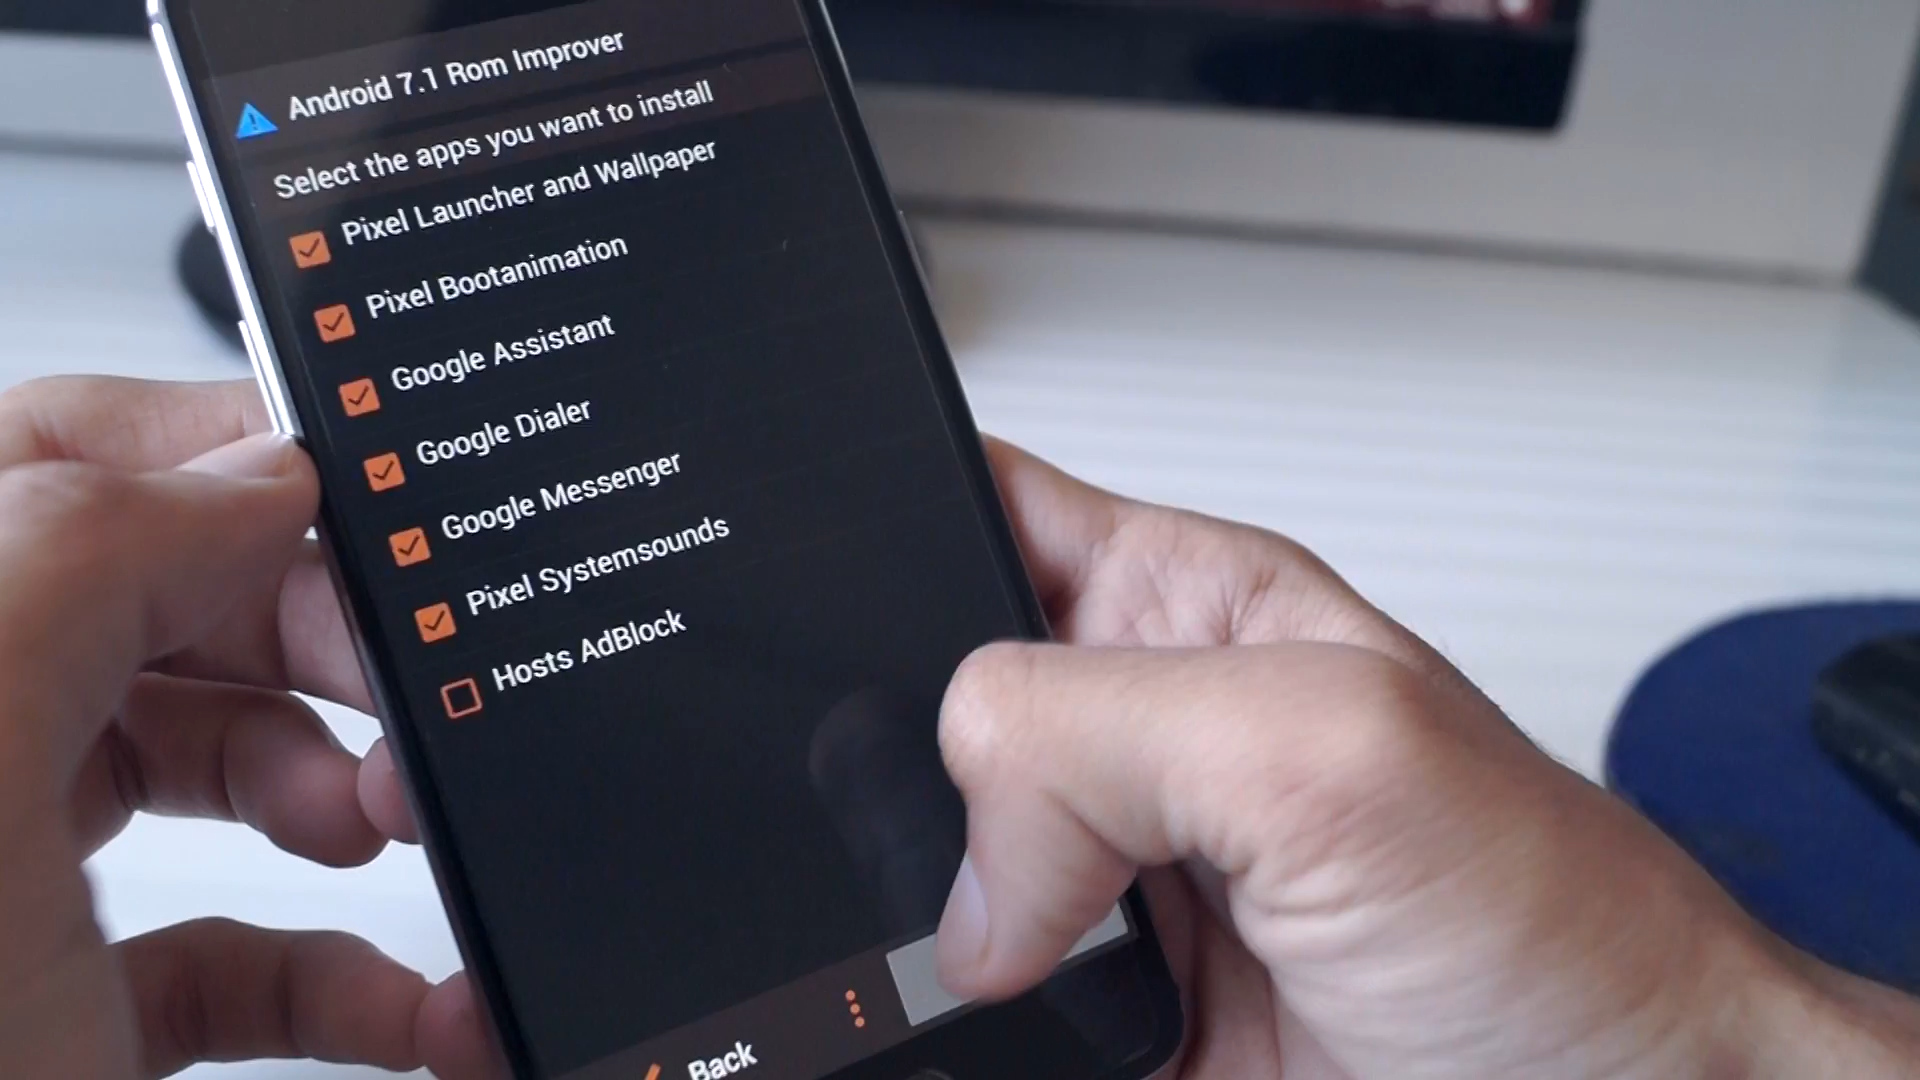 Android 7.1 Rom Improver
Select the apps you want to install
Pixel Launcher and Wallpaper
Pixel Bootanimation
Google Assistant
Google Dialer
Google Messenger
Pixel Systemsounds
Hosts AdBlock
Back